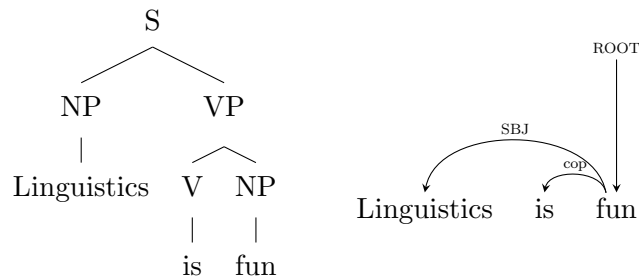 S
NP VP
Linguistics V NP
is fun
ROOT
SBJ
cop
Linguistics is fun